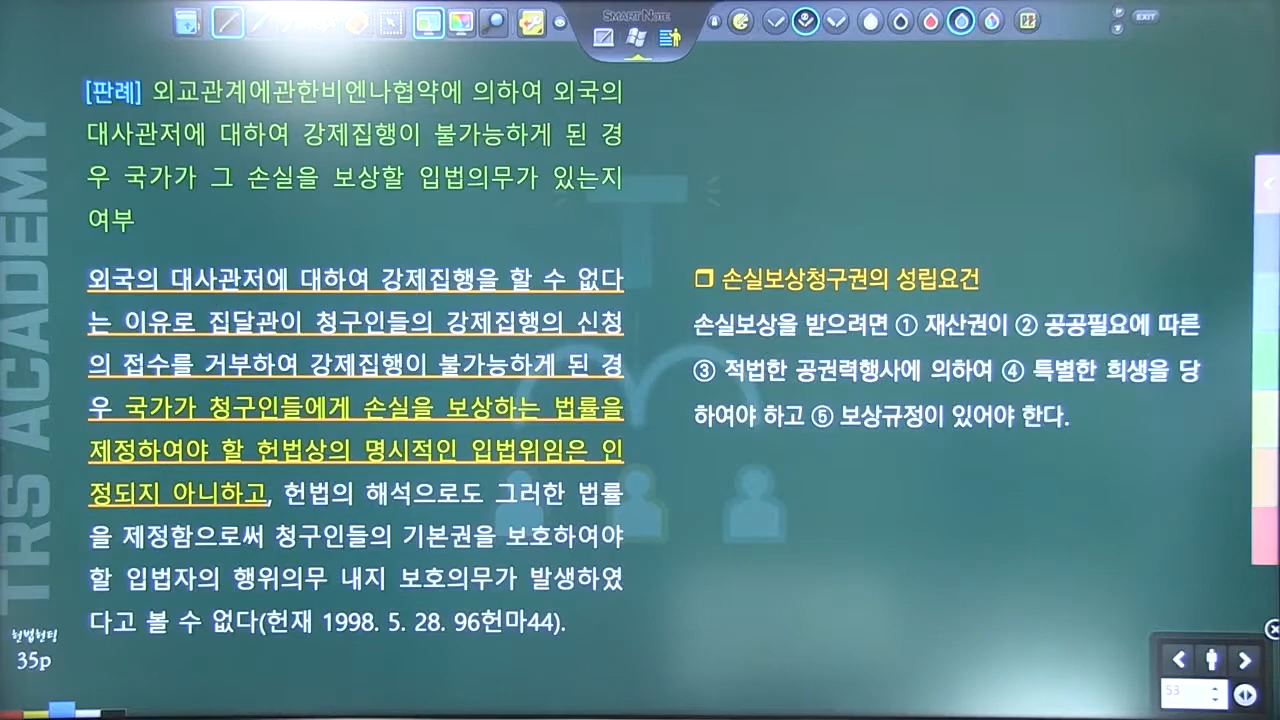 SMART NOTE
EXIT
[판례] 외교관계에관한비엔나협약에 의하여 외국의
대사관저에 대하여 강제집행이 불가능하게 된 경
우 국가가 그 손실을 보상할 입법의무가 있는지
여부
외국의 대사관저에 대하여 강제집행을 할 수 없다
는 이유로 집달관이 청구인들의 강제집행의 신청
의 접수를 거부하여 강제집행이 불가능하게 된 경
우 국가가 청구인들에게 손실을 보상하는 법률을
제정하여야 할 헌법상의 명시적인 입법위임은 인
정되지 아니하고, 헌법의 해석으로도 그러한 법률
을 제정함으로써 청구인들의 기본권을 보호하여야
할 입법자의 행위의무 내지 보호의무가 발생하였
다고 볼 수 없다(헌재 1998. 5. 28. 96헌마44).
❒ 손실보상청구권의 성립요건
손실보상을 받으려면 ① 재산권이 ② 공공필요에 따른
③ 적법한 공권력행사에 의하여 ④ 특별한 희생을 당
하여야 하고 ⑤ 보상규정이 있어야 한다.
TRS ACADEMY
헌법헌팅
35p
53